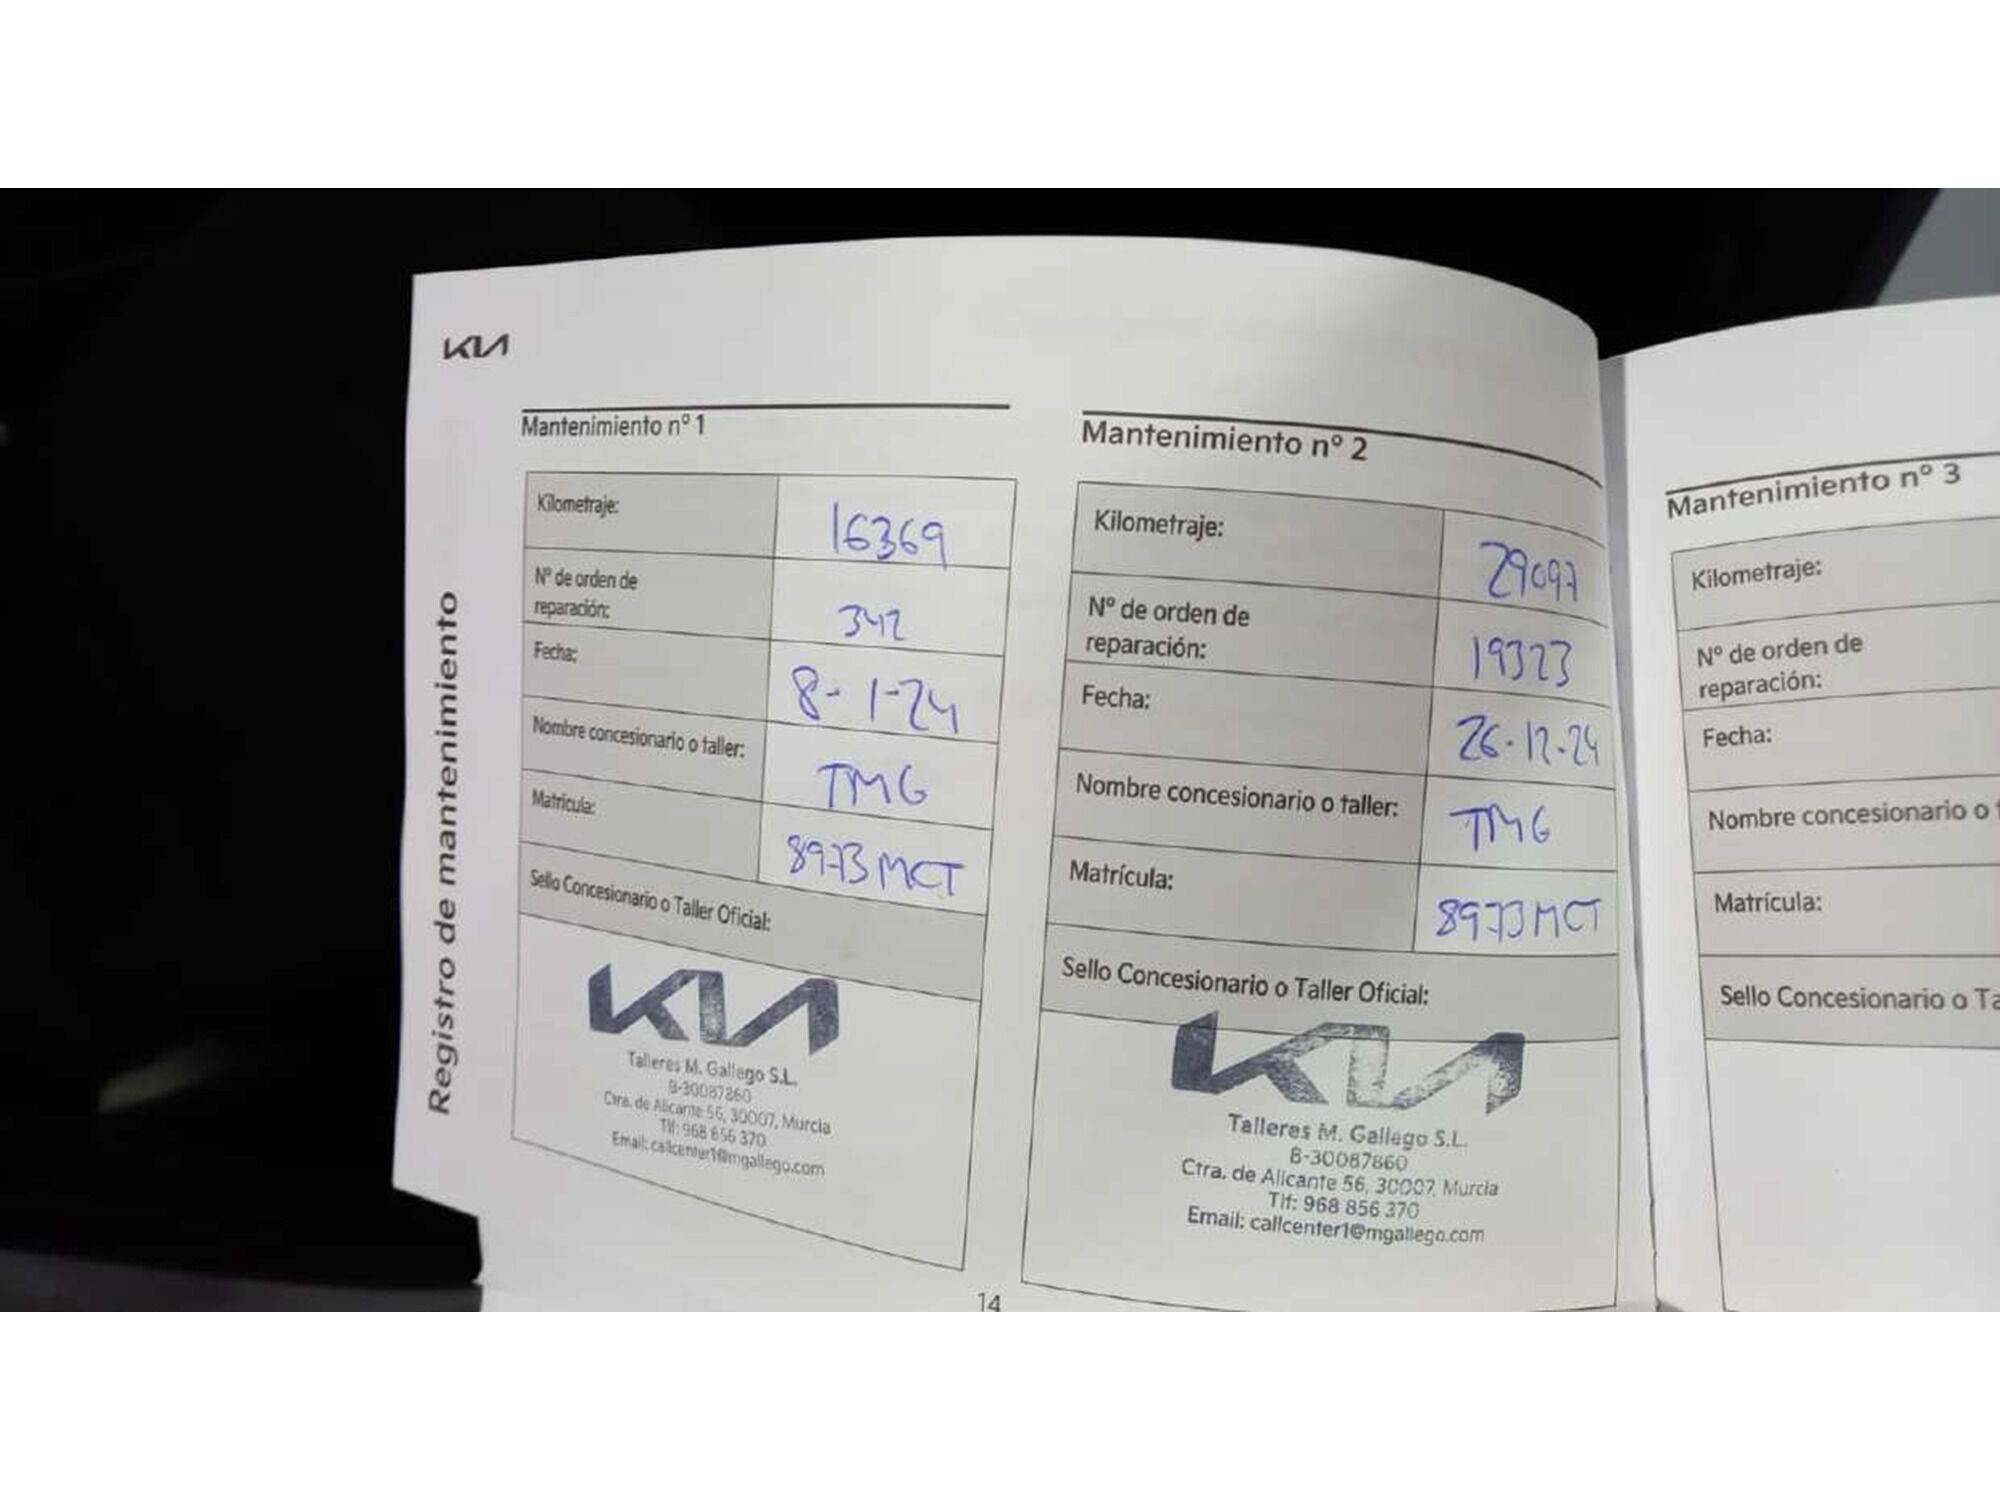 KIA
Registro de mantenimiento
Mantenimiento nº 1
Kilometraje: 16369
Nº de orden de
reparación: 342
Fecha: 8-1-24
Nombre concesionario o taller: TMG
Matrícula: 8973 MCT
Sello Concesionario o Taller Oficial:
KIA
Talleres M. Gallego S.L.
B-30087860
Ctra. de Alicante 56, 30007, Murcia
Tlf: 968 856 370
Email: callcenter1@mgallego.com
14
Mantenimiento nº 2
Kilometraje: 29097
Nº de orden de
reparación: 19323
Fecha: 26-12-24
Nombre concesionario o taller: TMG
Matrícula: 8973 MCT
Sello Concesionario o Taller Oficial:
KIA
Talleres M. Gallego S.L.
B-30087860
Ctra. de Alicante 56, 30007, Murcia
Tlf: 968 856 370
Email: callcenter1@mgallego.com
Mantenimiento nº 3
Kilometraje:
Nº de orden de
reparación:
Fecha:
Nombre concesionario o
Matrícula:
Sello Concesionario o Ta